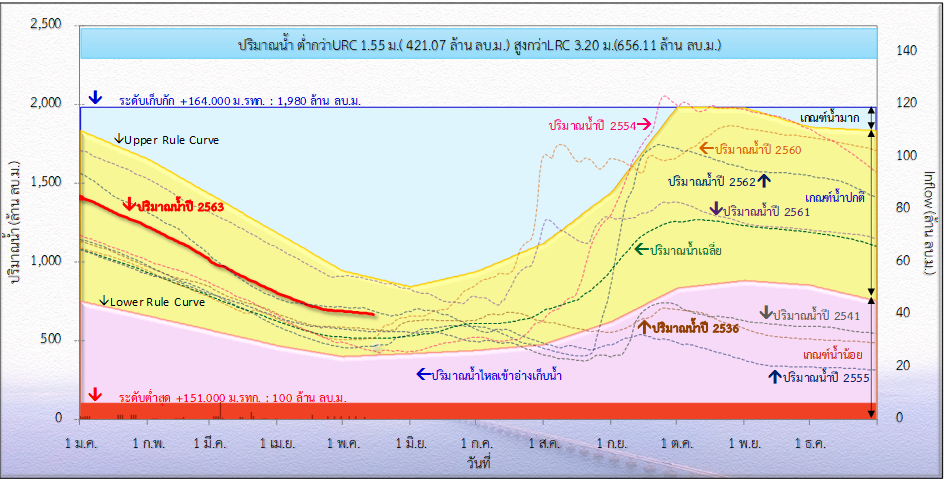 ปริมาณน้ำ ต่ำกว่าURC 1.55 ม.( 421.07 ล้าน ลบ.ม.) สูงกว่าLRC 3.20 ม.(656.11 ล้าน ลบ.ม.)
2,500
2,000
1,500
1,000
500
0
ปริมาณน้ำ (ล้าน ลบ.ม.)
140
120
100
80
60
40
20
0
Inflow (ล้าน ลบ.ม.)
ระดับเก็บกัก +164.000 ม.รทก. : 1,980 ล้าน ลบ.ม.
เกณฑ์น้ำมาก
ปริมาณน้ำปี 2554
Upper Rule Curve
ปริมาณน้ำปี 2560
ปริมาณน้ำปี 2562
เกณฑ์น้ำปกติ
ปริมาณน้ำปี 2563
ปริมาณน้ำปี 2561
ปริมาณน้ำเฉลี่ย
Lower Rule Curve
ปริมาณน้ำปี 2541
ปริมาณน้ำปี 2536
เกณฑ์น้ำน้อย
ปริมาณน้ำไหลเข้าอ่างเก็บน้ำ
ปริมาณน้ำปี 2555
ระดับต่ำสุด +151.000 ม.รทก. : 100 ล้าน ลบ.ม.
1 ม.ค. 1 ก.พ. 1 มี.ค. 1 เม.ย. 1 พ.ค. 1 มิ.ย. 1 ก.ค. 1 ส.ค. 1 ก.ย. 1 ต.ค. 1 พ.ย. 1 ธ.ค.
วันที่